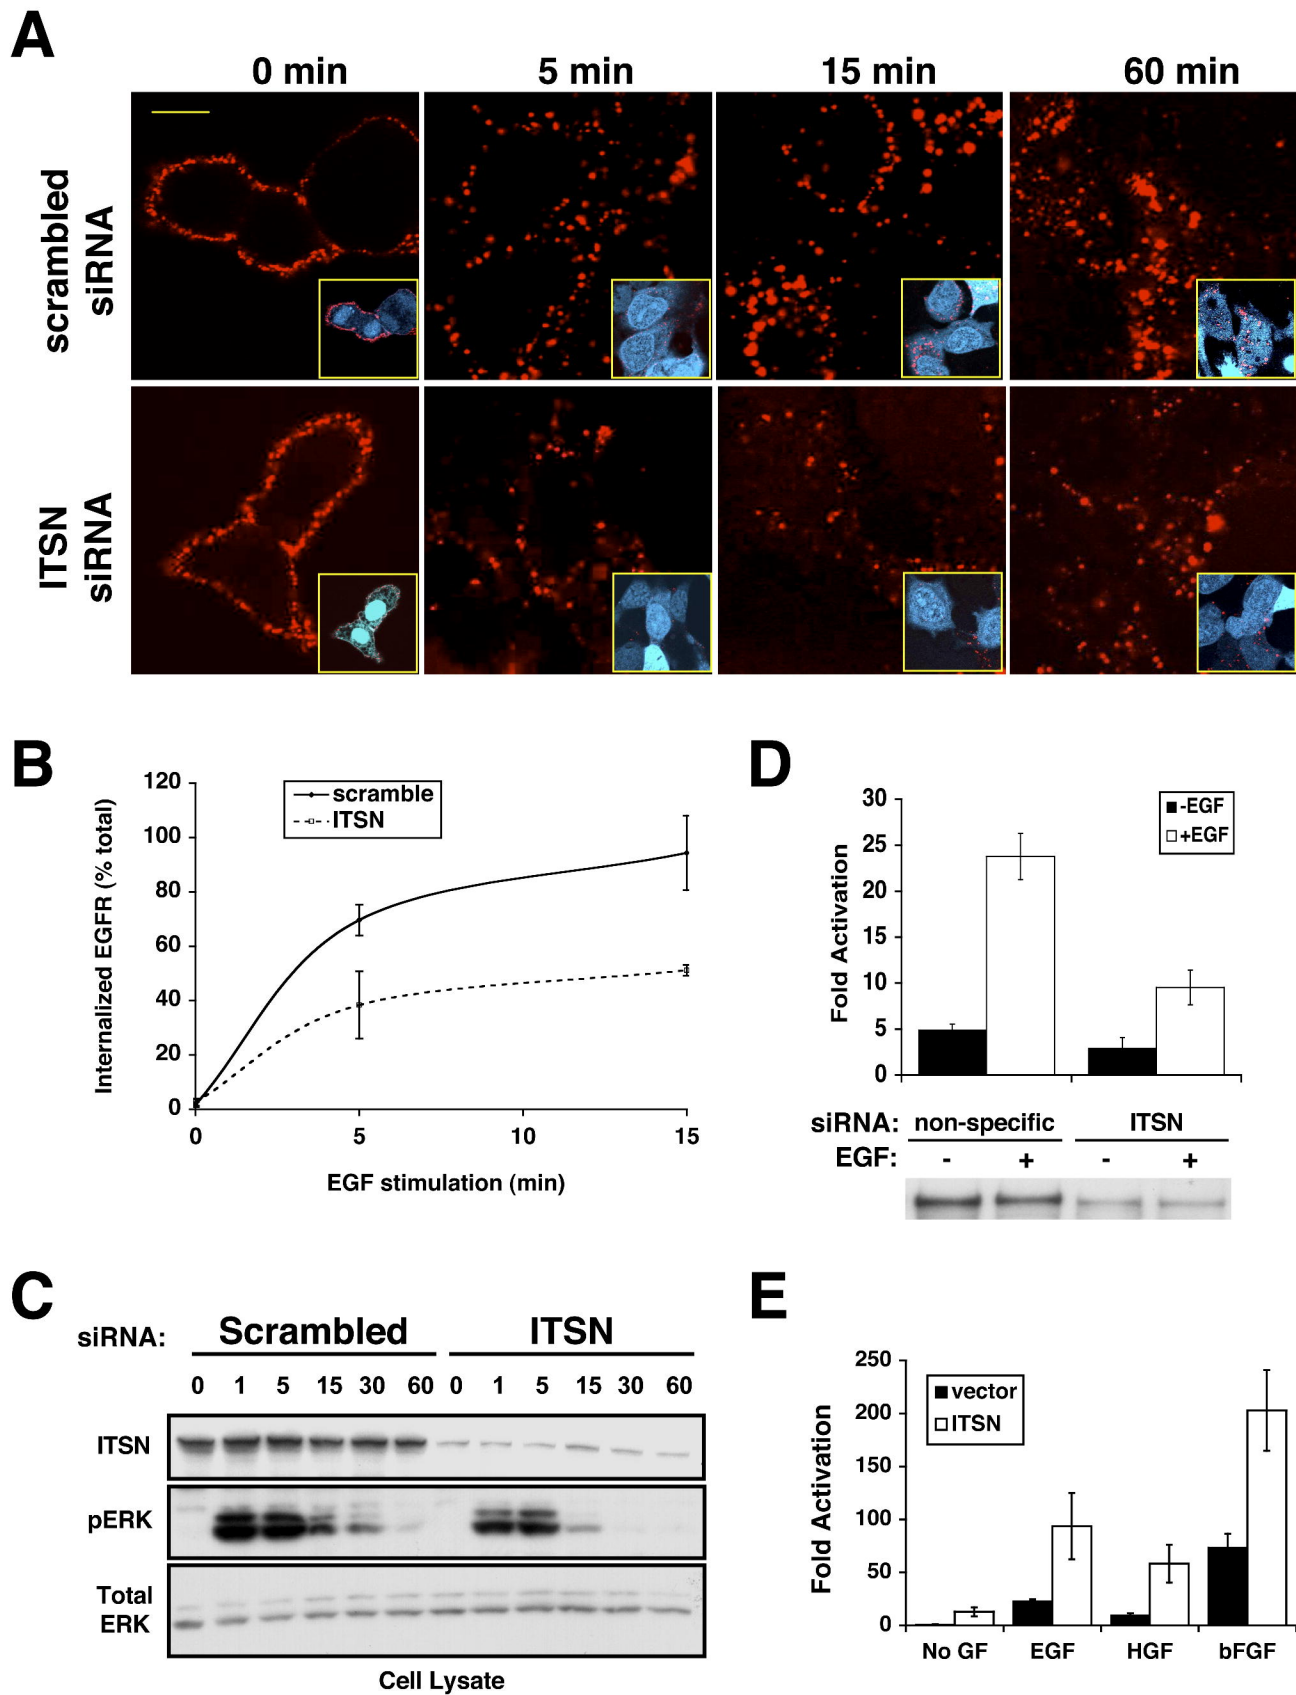 A
0 min 5 min 15 min 60 min
scrambled
siRNA
ITSN
siRNA
B
Internalized EGFR (% total)
120
100
80
60
40
20
0
scramble
ITSN
0 5 10 15
EGF stimulation (min)
D
Fold Activation
30
25
20
15
10
5
0
-EGF
+EGF
siRNA: non-specific ITSN
EGF: - + - +
C
siRNA: Scrambled ITSN
0 1 5 15 30 60 0 1 5 15 30 60
ITSN
pERK
Total
ERK
Cell Lysate
E
Fold Activation
250
200
150
100
50
0
vector
ITSN
No GF EGF HGF bFGF